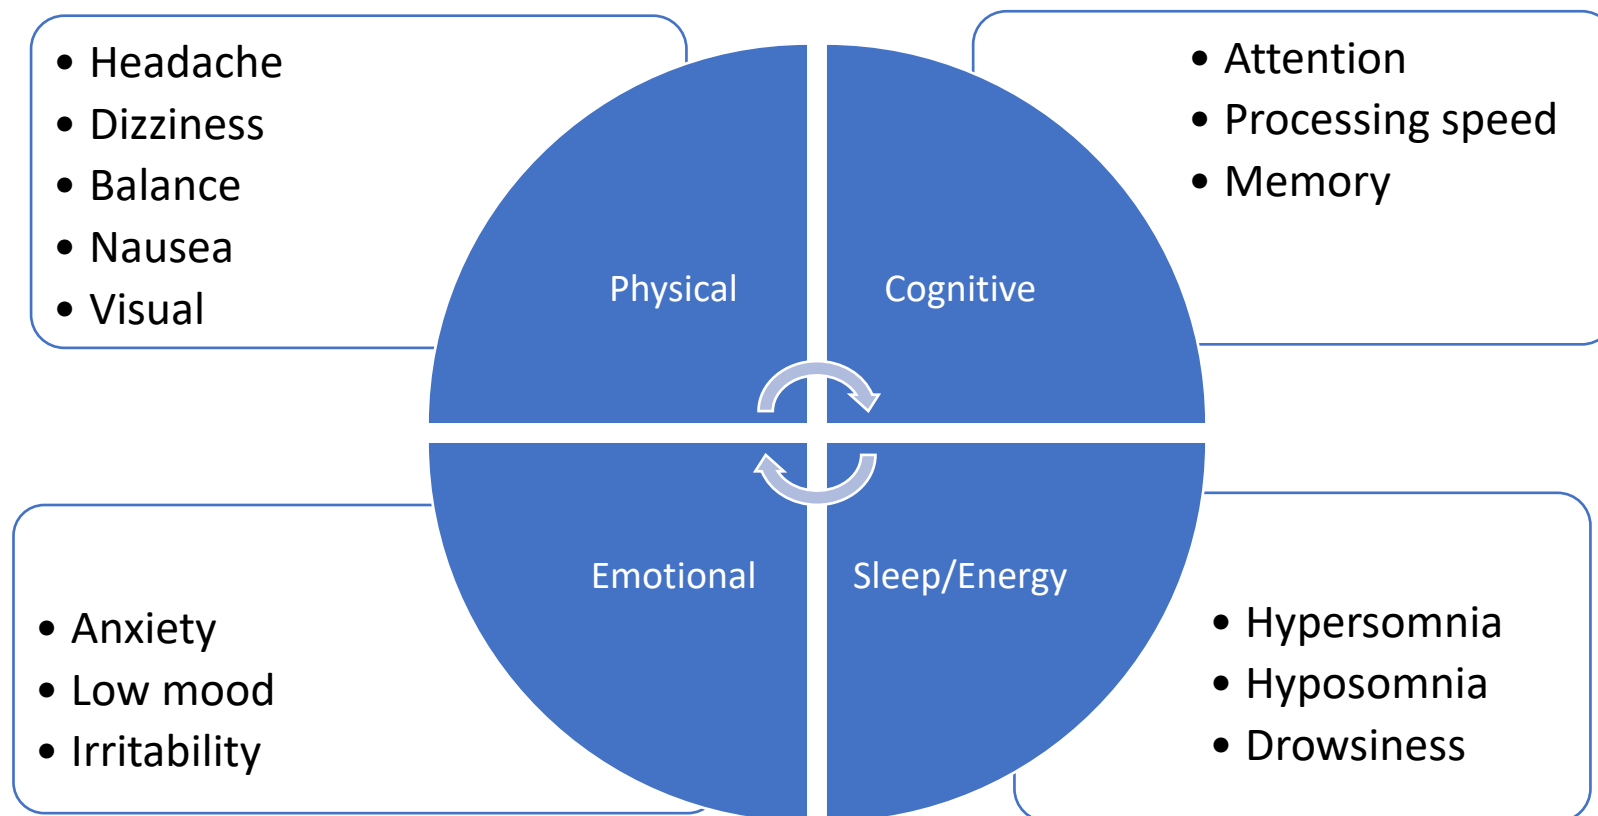 • Headache
• Dizziness
• Balance
• Nausea
• Visual
• Attention
• Processing speed
• Memory
Physical
Cognitive
Emotional
Sleep/Energy
• Anxiety
• Low mood
• Irritability
• Hypersomnia
• Hyposomnia
• Drowsiness